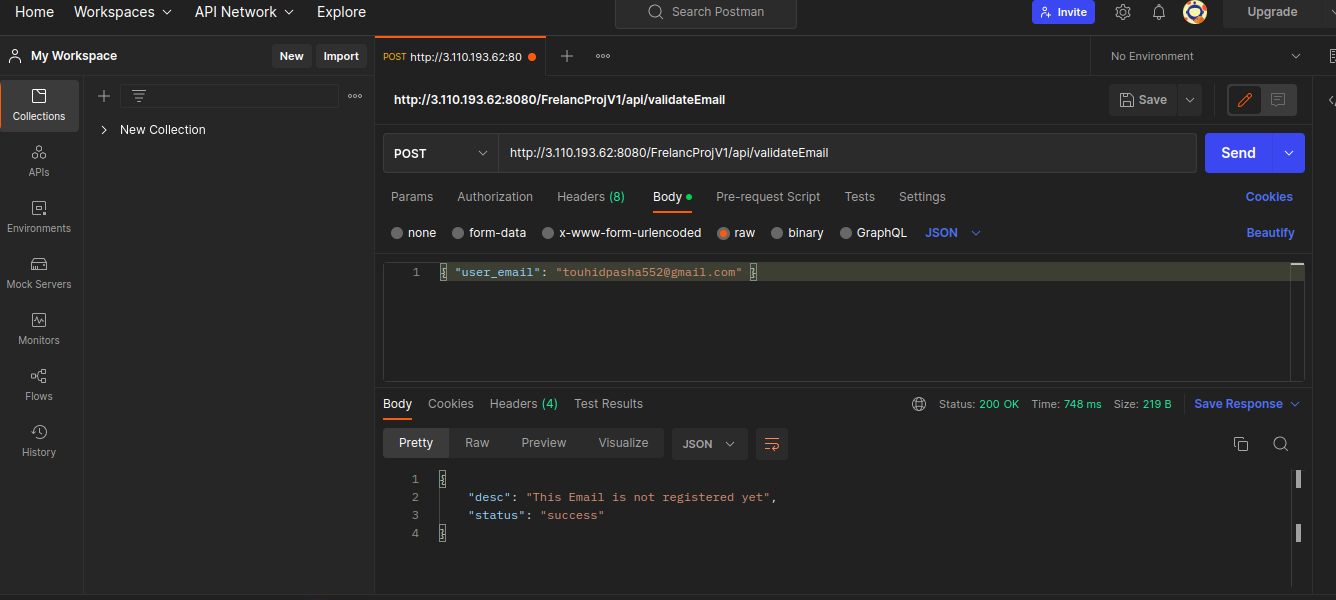 Home Workspaces API Network Explore Search Postman Invite Upgrade
My Workspace New Import POST http://3.110.193.62:80 No Environment
Collections
New Collection
http://3.110.193.62:8080/FrelancProjV1/api/validateEmail Save
APIs
POST http://3.110.193.62:8080/FrelancProjV1/api/validateEmail Send
Environments
Params Authorization Headers (8) Body Pre-request Script Tests Settings Cookies
none form-data x-www-form-urlencoded raw binary GraphQL JSON Beautify
Mock Servers
1 { "user_email": "touhidpasha552@gmail.com" }
Monitors
Flows
Body Cookies Headers (4) Test Results Status: 200 OK Time: 748 ms Size: 219 B Save Response
History
Pretty Raw Preview Visualize JSON
1 {
2 "desc": "This Email is not registered yet",
3 "status": "success"
4 }